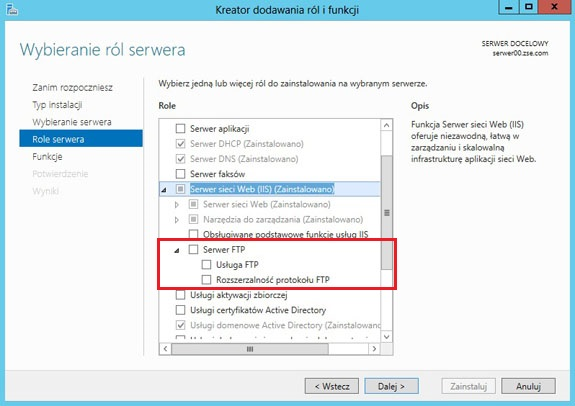 Kreator dodawania ról i funkcji
Wybieranie ról serwera
SERWER DOCELOWY
serwer00.zse.com
Zanim rozpoczniesz
Typ instalacji
Wybieranie serwera
Role serwera
Funkcje
Potwierdzenie
Wyniki
Wybierz jedną lub więcej ról do zainstalowania na wybranym serwerze.
Role
Serwer aplikacji
Serwer DHCP (Zainstalowano)
Serwer DNS (Zainstalowano)
Serwer faksów
Serwer sieci Web (IIS) (Zainstalowano)
Serwer sieci Web (Zainstalowano)
Narzędzia do zarządzania (Zainstalowano)
Obsługiwane podstawowe funkcje usług IIS
Serwer FTP
Usługa FTP
Rozszerzalność protokołu FTP
Usługi aktywacji zbiorczej
Usługi certyfikatów Active Directory
Usługi domenowe Active Directory (Zainstalowano
Opis
Funkcja Serwer sieci Web (IIS)
oferuje niezawodną, łatwą w
zarządzaniu i skalowalną
infrastrukturę aplikacji sieci Web.
< Wstecz
Dalej >
Zainstaluj
Anuluj